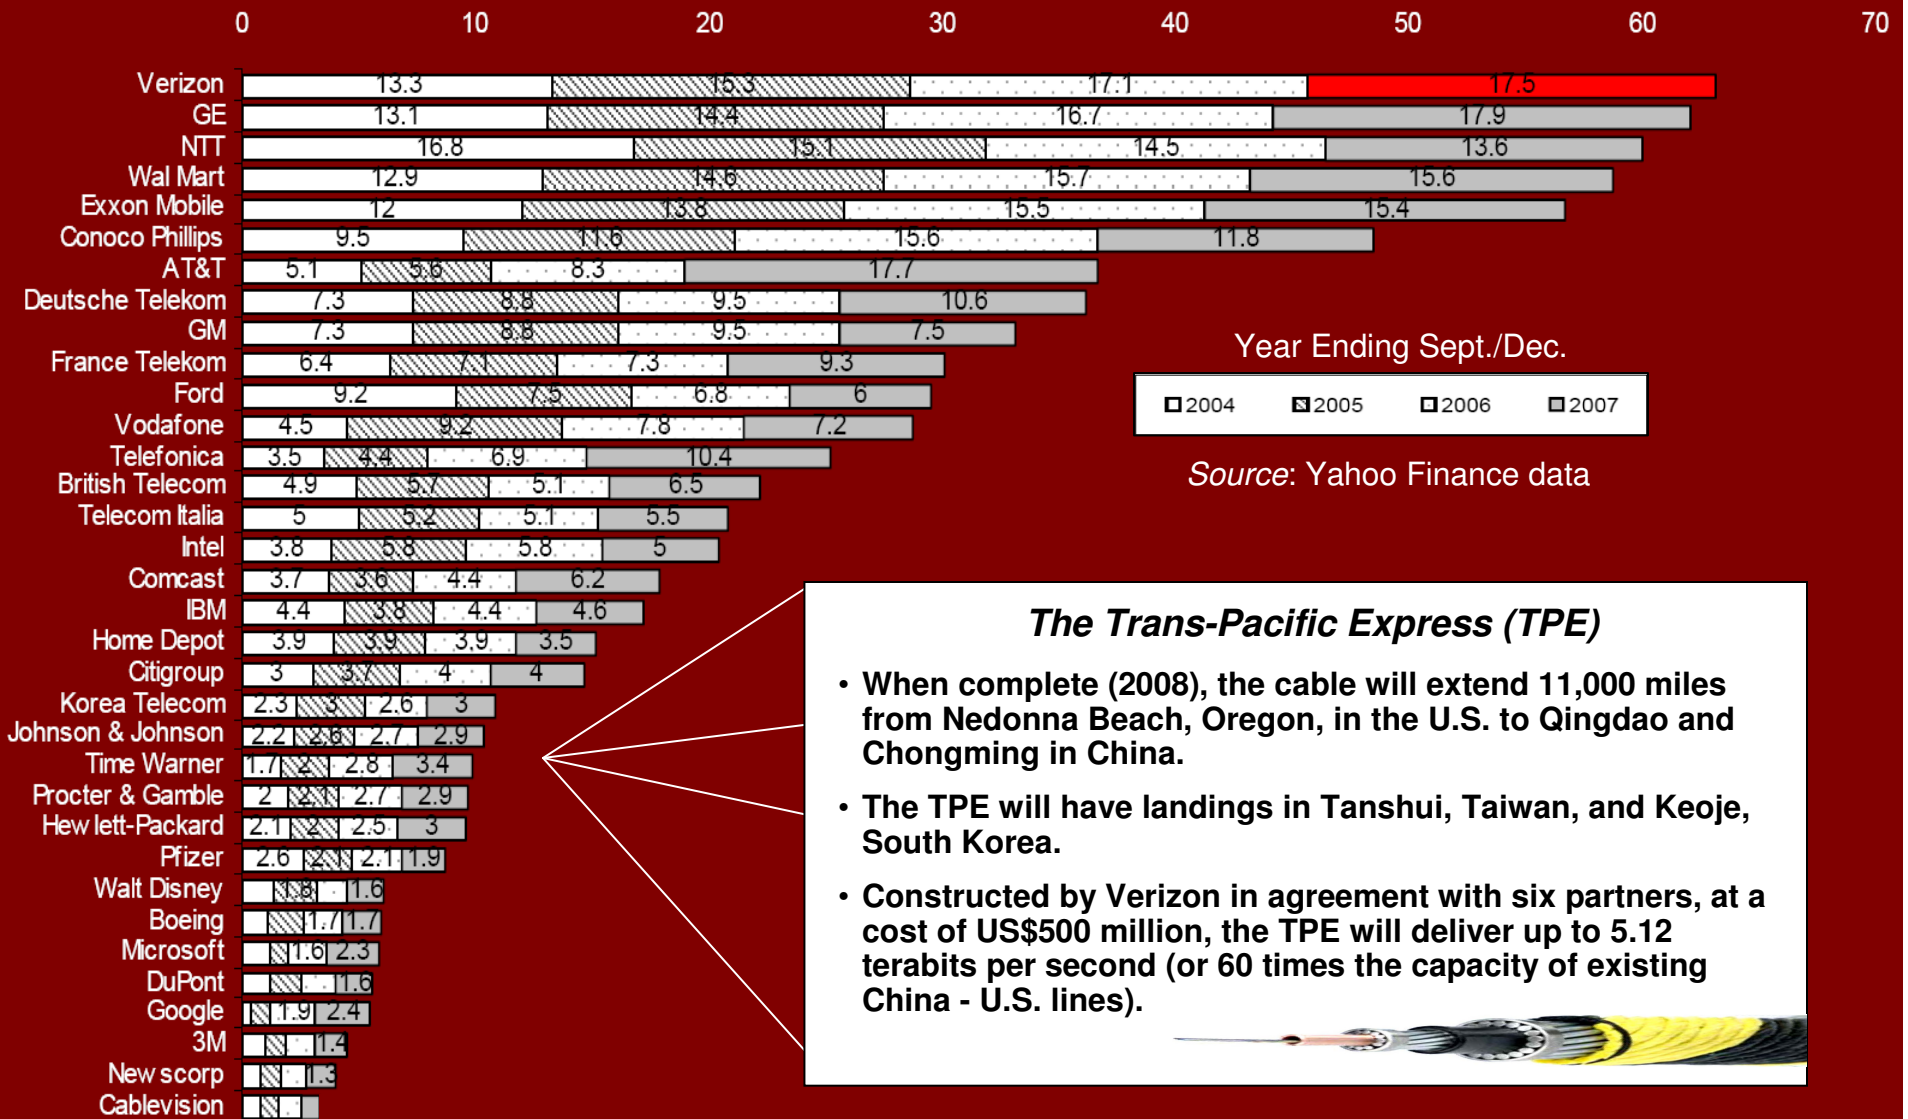 0 10 20 30 40 50 60 70
Verizon 13.3 15.3 17.1 17.5
GE 13.1 14.4 16.7 17.9
NTT 16.8 15.1 14.5 13.6
Wal Mart 12.9 14.6 15.7 15.6
Exxon Mobile 12 13.8 15.5 15.4
Conoco Phillips 9.5 11.6 15.6 11.8
AT&T 5.1 5.6 8.3 17.7
Deutsche Telekom 7.3 8.8 9.5 10.6
GM 7.3 8.8 9.5 7.5
France Telekom 6.4 7.1 7.3 9.3
Ford 9.2 7.5 6.8 6
Vodafone 4.5 9.2 7.8 7.2
Telefonica 3.5 4.4 6.9 10.4
British Telecom 4.9 5.7 5.1 6.5
Telecom Italia 5 5.2 5.1 5.5
Intel 3.8 5.8 5.8 5
Comcast 3.7 3.6 4.4 6.2
IBM 4.4 3.8 4.4 4.6
Home Depot 3.9 3.9 3.9 3.5
Citigroup 3 3.7 4 4
Korea Telecom 2.3 3 2.6 3
Johnson & Johnson 2.2 2.6 2.7 2.9
Time Warner 1.7 2 2.8 3.4
Procter & Gamble 2 2.1 2.7 2.9
Hewlett-Packard 2.1 2 2.5 3
Pfizer 2.6 2.1 2.1 1.9
Walt Disney 1.8 1.6
Boeing 1.7 1.7
Microsoft 1.6 2.3
DuPont 1.6
Google 1.9 2.4
3M 1.4
Newscorp 1.3
Cablevision
Year Ending Sept./Dec.
2004 2005 2006 2007
Source: Yahoo Finance data
The Trans-Pacific Express (TPE)
• When complete (2008), the cable will extend 11,000 miles
from Nedonna Beach, Oregon, in the U.S. to Qingdao and
Chongming in China.
• The TPE will have landings in Tanshui, Taiwan, and Keoje,
South Korea.
• Constructed by Verizon in agreement with six partners, at a
cost of US$500 million, the TPE will deliver up to 5.12
terabits per second (or 60 times the capacity of existing
China - U.S. lines).